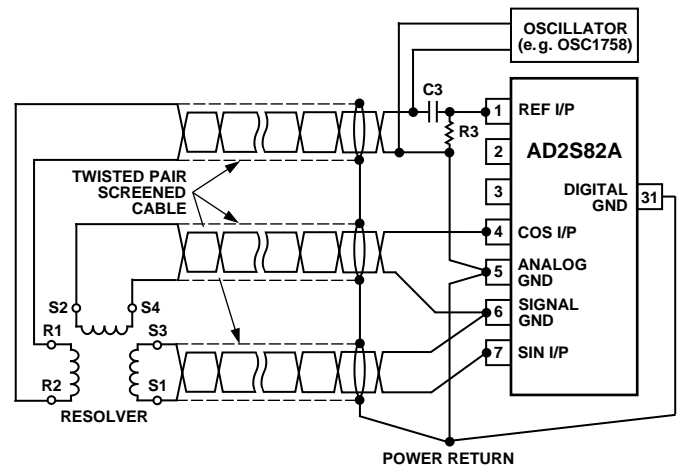 OSCILLATOR
(e.g. OSC1758)
C3
R3
1 REF I/P
2
AD2S82A
3
DIGITAL
GND
31
4 COS I/P
5 ANALOG
GND
6 SIGNAL
GND
7 SIN I/P
TWISTED PAIR
SCREENED
CABLE
S2
S4
R1
S3
R2
S1
RESOLVER
POWER RETURN